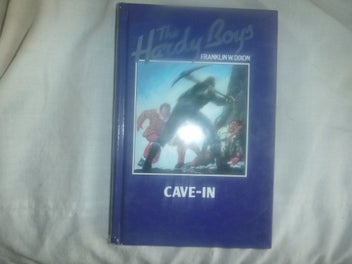 The
Hardy Boys
FRANKLIN W. DIXON
CAVE-IN